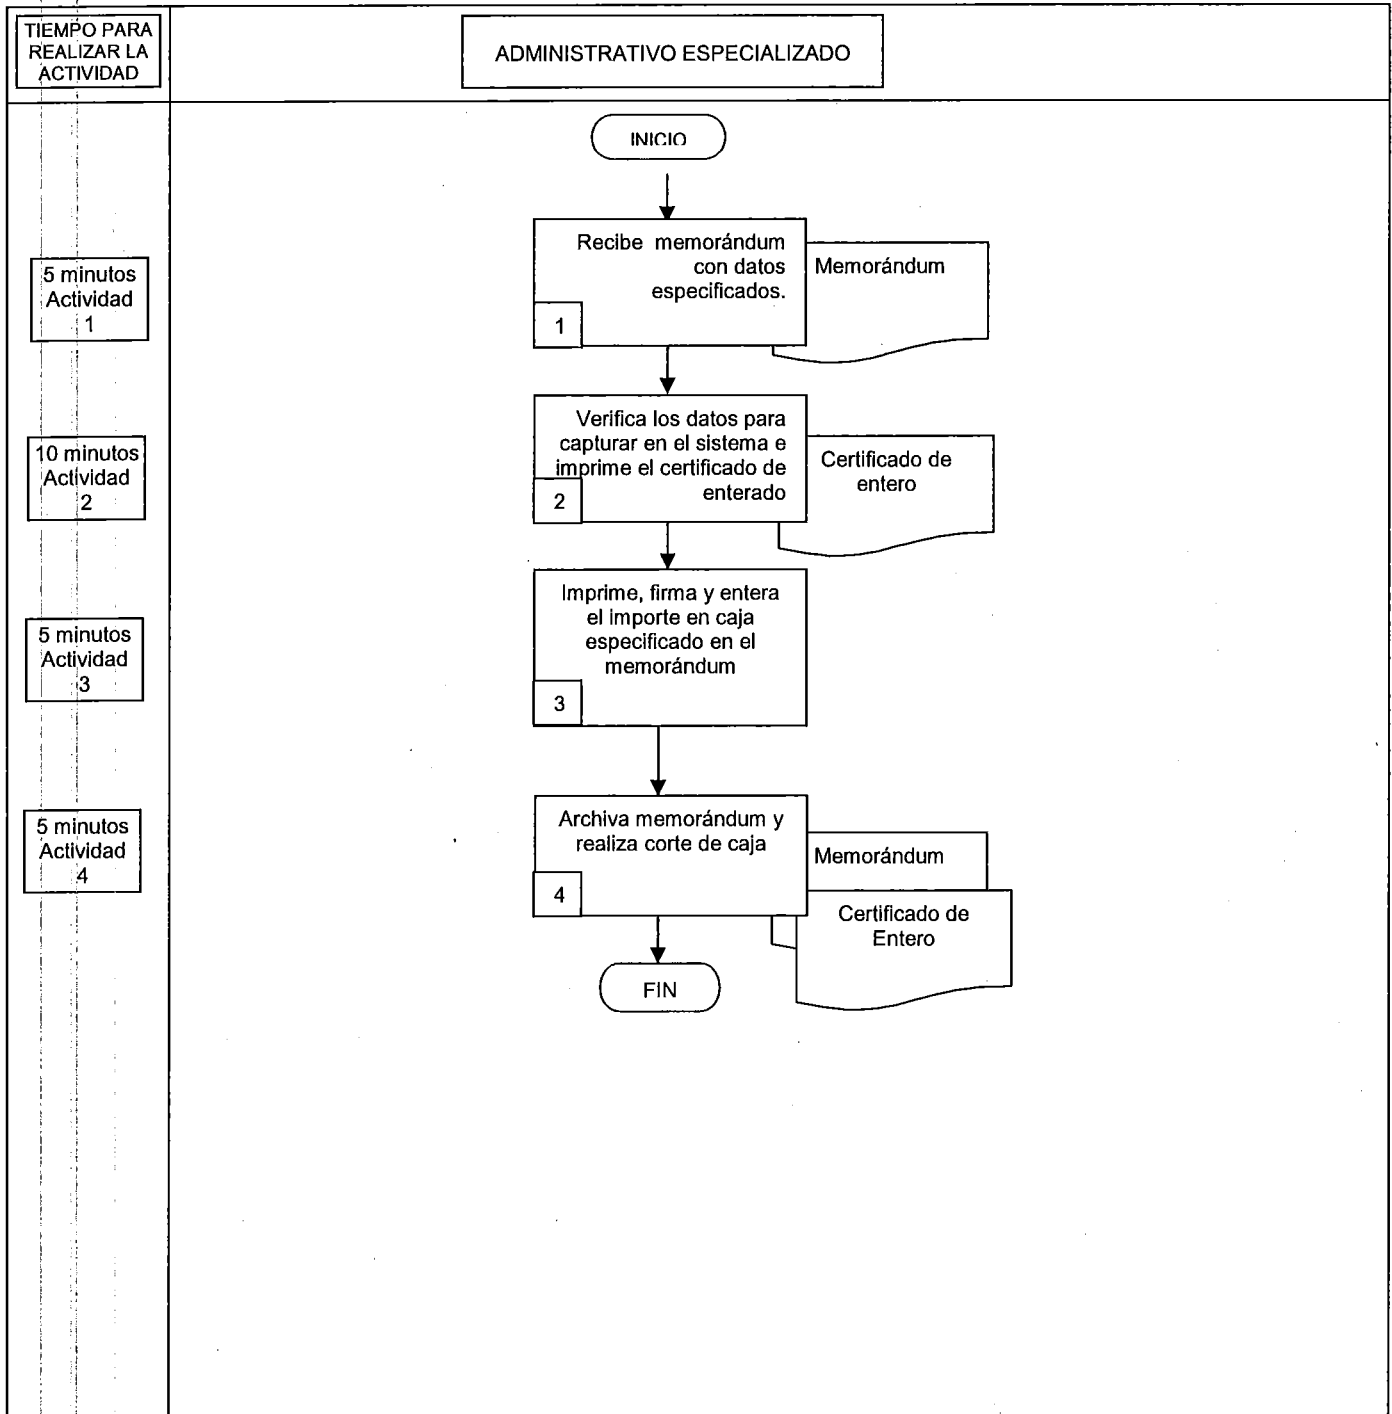 TIEMPO PARA
REALIZAR LA
ACTIVIDAD
ADMINISTRATIVO ESPECIALIZADO
INICIO
5 minutos
Actividad
1
Recibe memorándum
con datos
especificados.
1
Memorándum
10 minutos
Actividad
2
Verifica los datos para
capturar en el sistema e
imprime el certificado de
enterado
2
Certificado de
entero
5 minutos
Actividad
3
Imprime, firma y entera
el importe en caja
especificado en el
memorándum
3
5 minutos
Actividad
4
Archiva memorándum y
realiza corte de caja
4
Memorándum
Certificado de
Entero
FIN